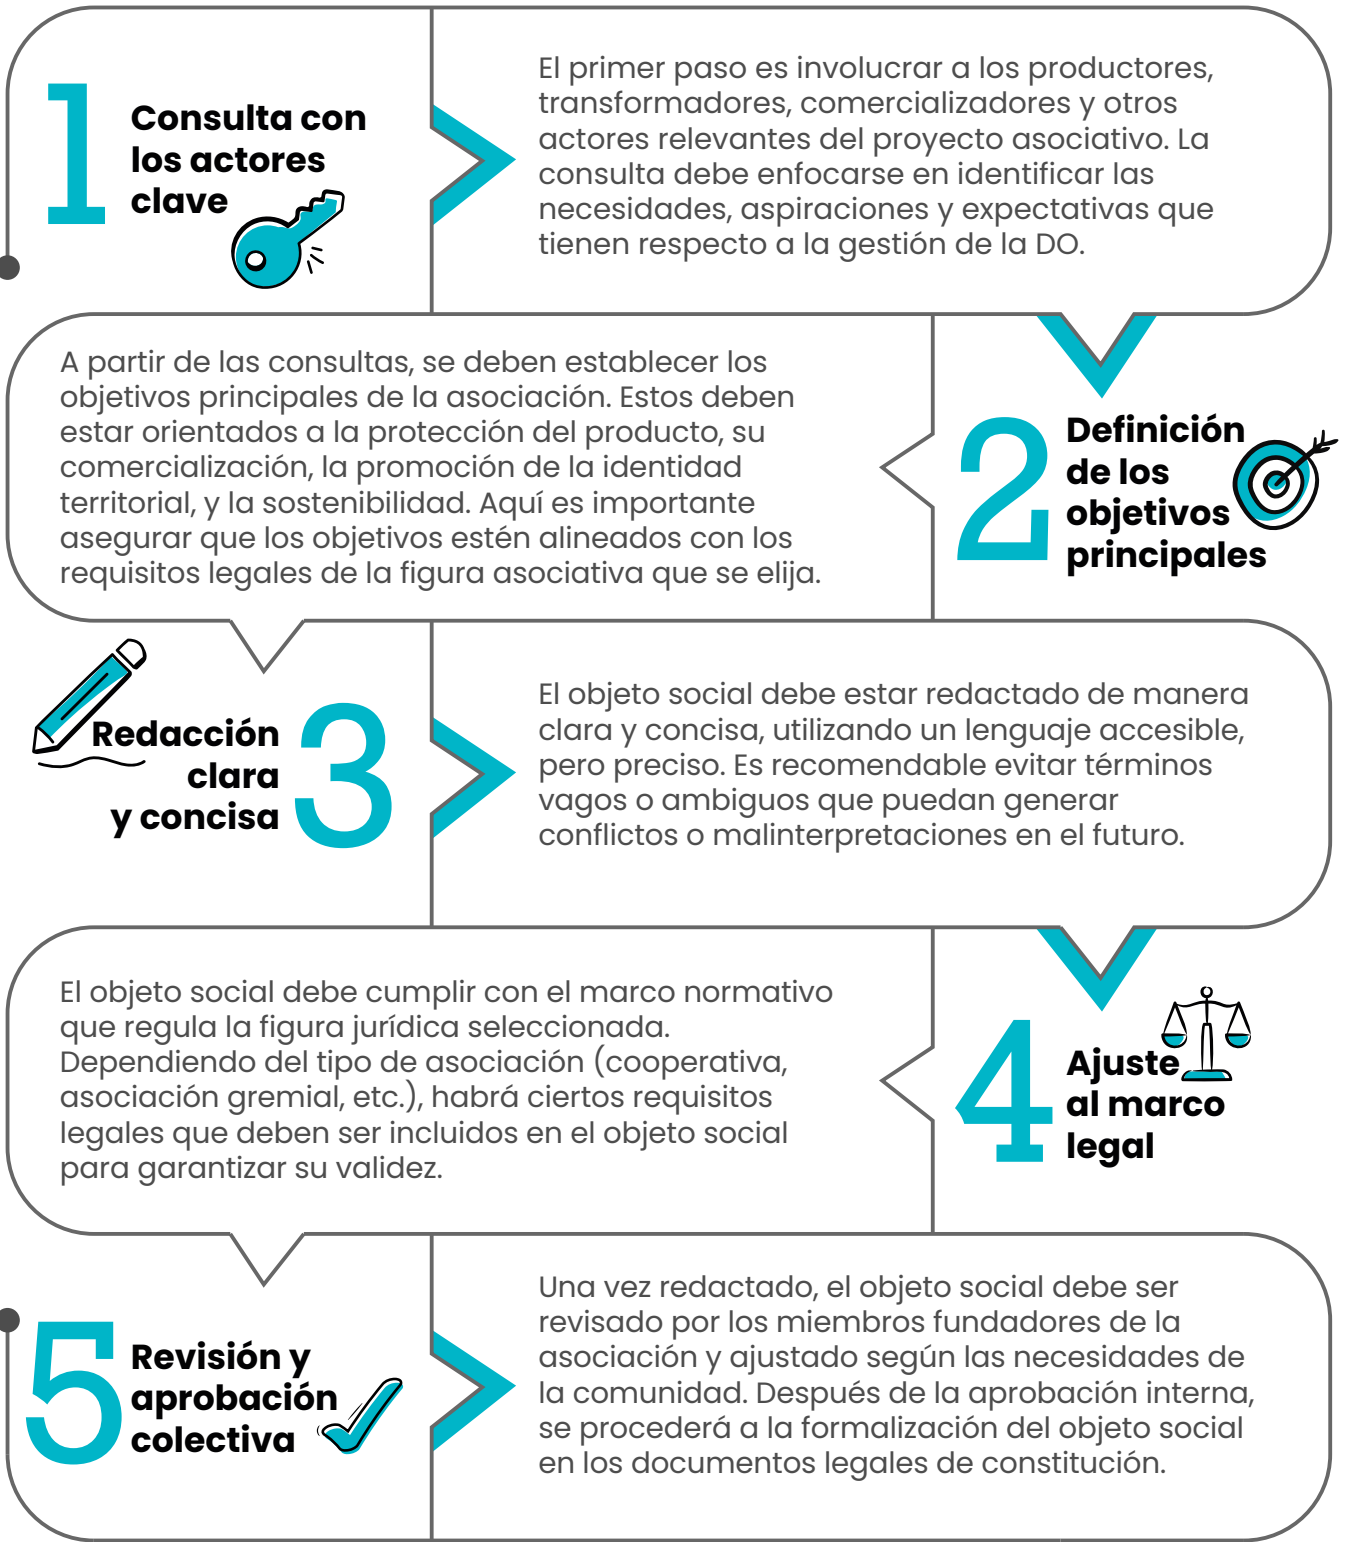 1
Consulta con
los actores
clave
El primer paso es involucrar a los productores,
transformadores, comercializadores y otros
actores relevantes del proyecto asociativo. La
consulta debe enfocarse en identificar las
necesidades, aspiraciones y expectativas que
tienen respecto a la gestión de la DO.
2
Definición
de los
objetivos
principales
A partir de las consultas, se deben establecer los
objetivos principales de la asociación. Estos deben
estar orientados a la protección del producto, su
comercialización, la promoción de la identidad
territorial, y la sostenibilidad. Aquí es importante
asegurar que los objetivos estén alineados con los
requisitos legales de la figura asociativa que se elija.
3
Redacción
clara
y concisa
El objeto social debe estar redactado de manera
clara y concisa, utilizando un lenguaje accesible,
pero preciso. Es recomendable evitar términos
vagos o ambiguos que puedan generar
conflictos o malinterpretaciones en el futuro.
4
Ajuste
al marco
legal
El objeto social debe cumplir con el marco normativo
que regula la figura jurídica seleccionada.
Dependiendo del tipo de asociación (cooperativa,
asociación gremial, etc.), habrá ciertos requisitos
legales que deben ser incluidos en el objeto social
para garantizar su validez.
5
Revisión y
aprobación
colectiva
Una vez redactado, el objeto social debe ser
revisado por los miembros fundadores de la
asociación y ajustado según las necesidades de
la comunidad. Después de la aprobación interna,
se procederá a la formalización del objeto social
en los documentos legales de constitución.